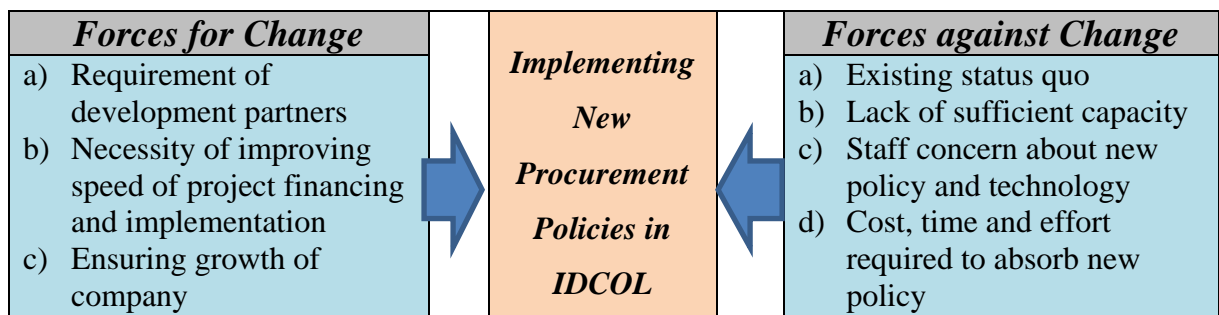 Forces for Change
a) Requirement of
development partners
b) Necessity of improving
speed of project financing
and implementation
c) Ensuring growth of
company
Implementing
New
Procurement
Policies in
IDCOL
Forces against Change
a) Existing status quo
b) Lack of sufficient capacity
c) Staff concern about new
policy and technology
d) Cost, time and effort
required to absorb new
policy